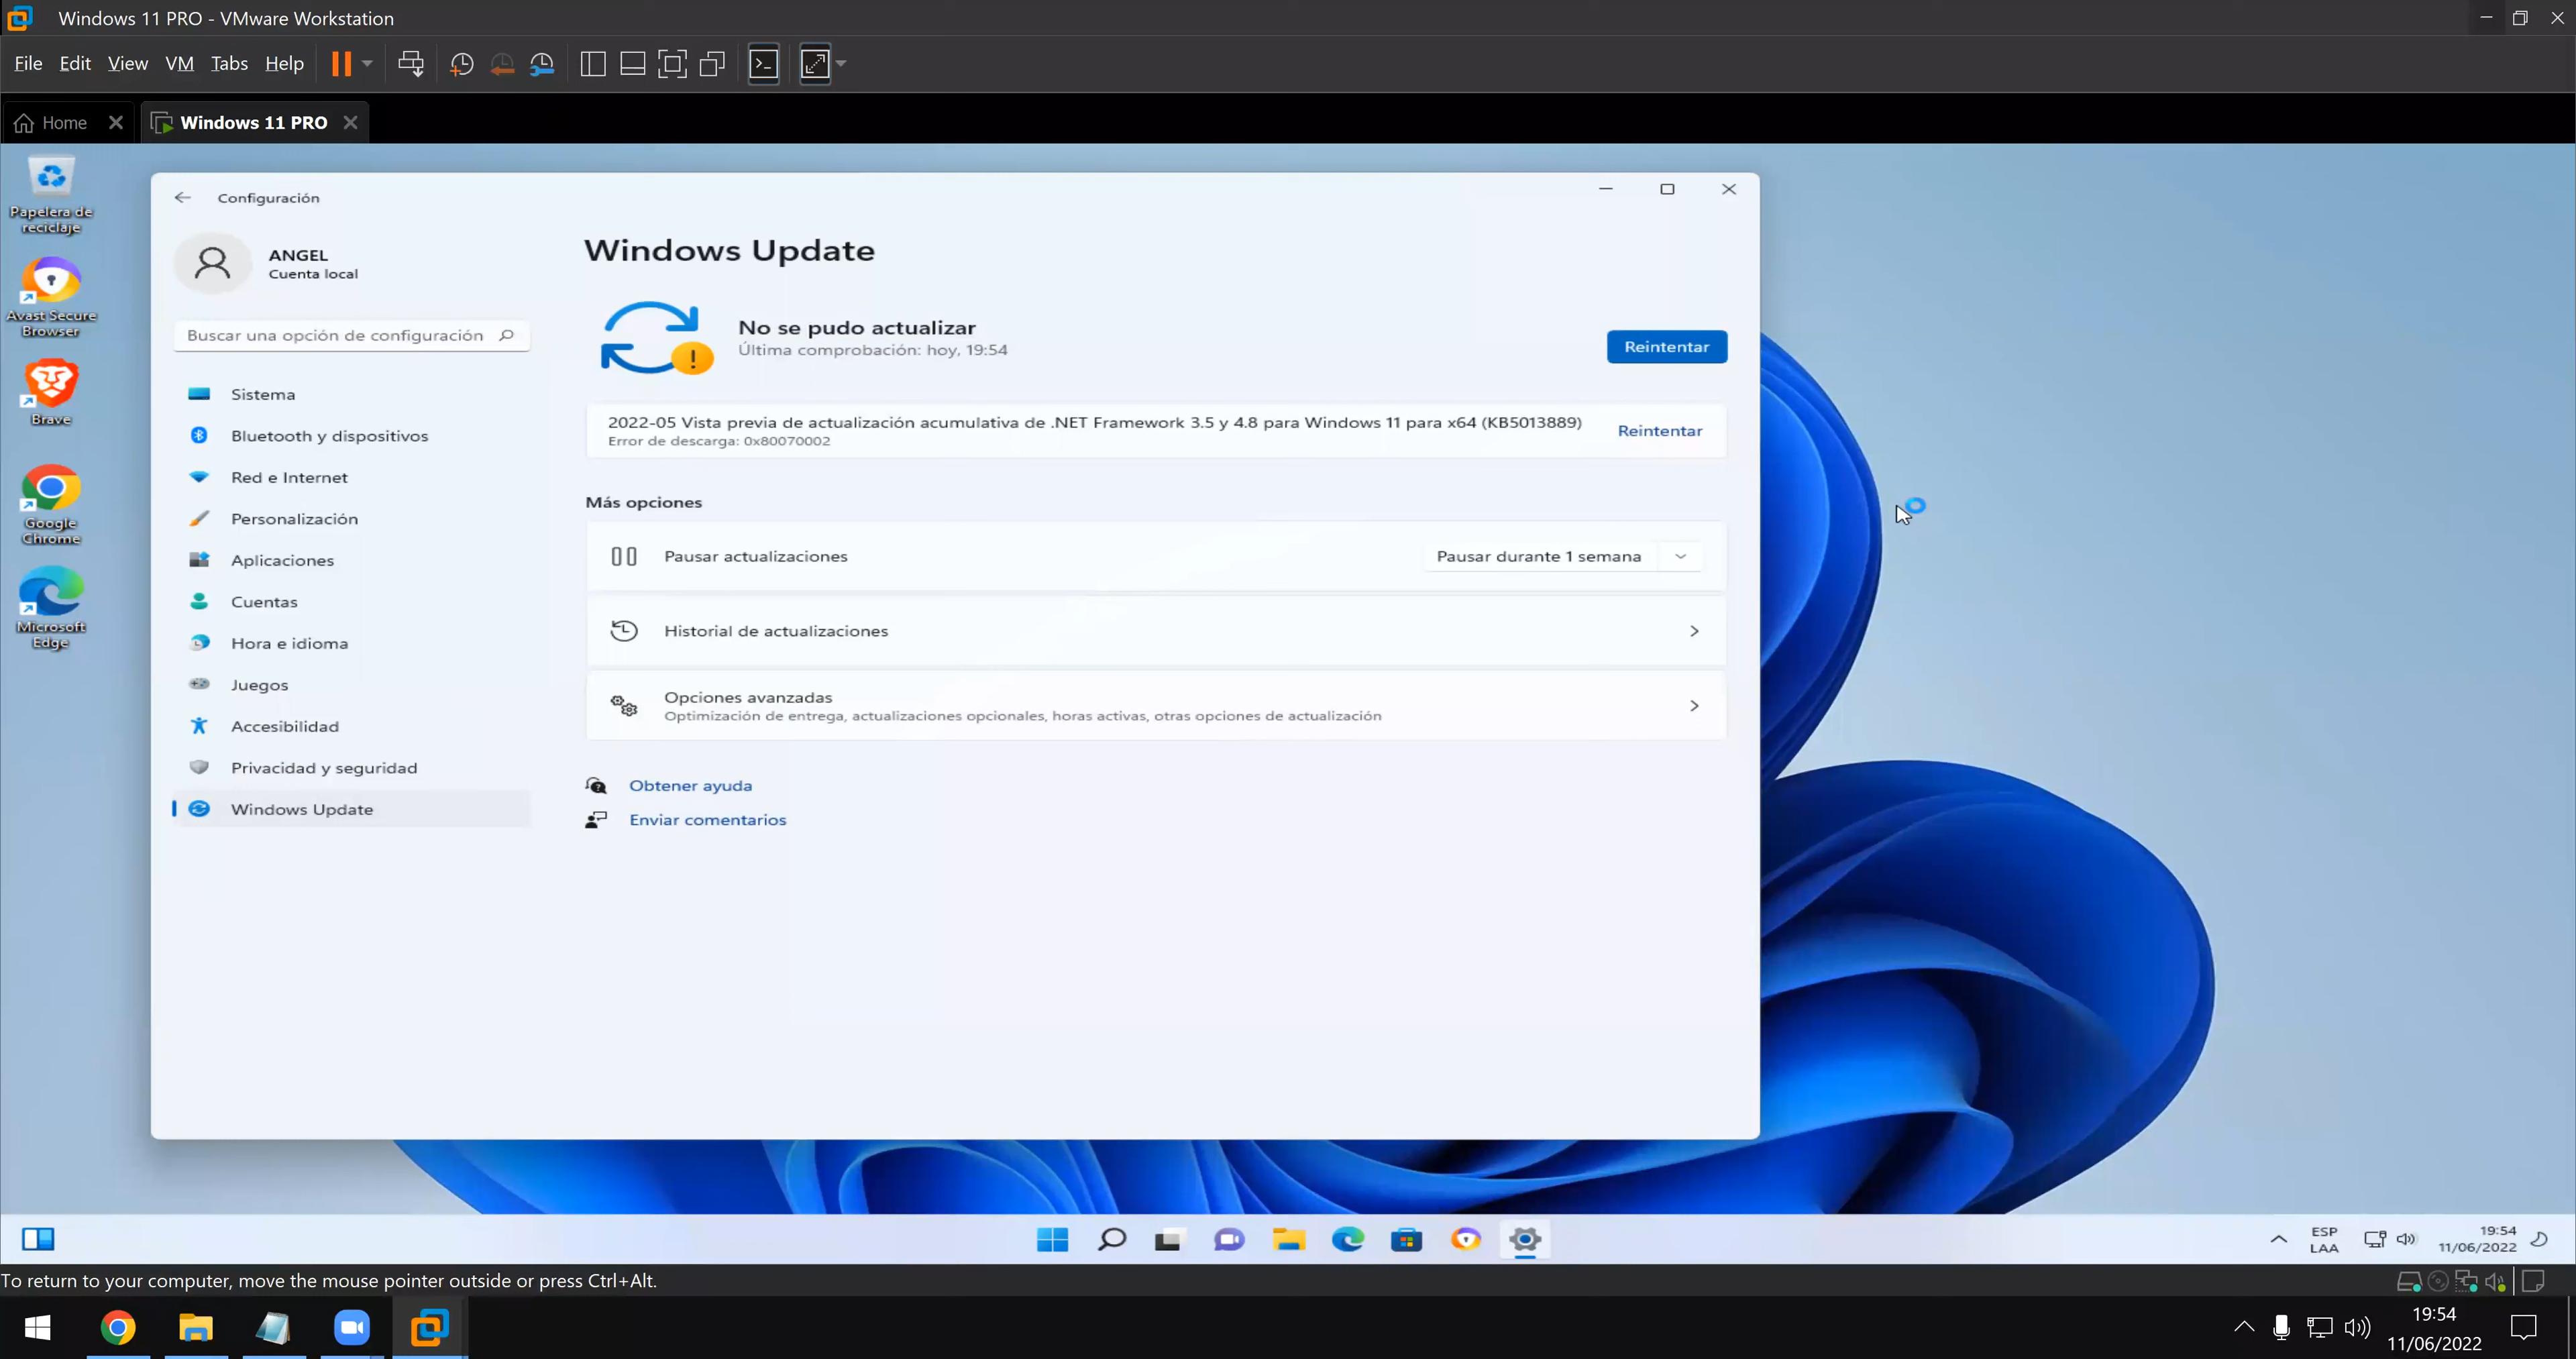 Windows 11 PRO - VMware Workstation
File Edit View VM Tabs Help
Home
Windows 11 PRO
Papelera de
reciclaje
Avast Secure
Browser
Brave
Google
Chrome
Microsoft
Edge
Configuración
ANGEL
Cuenta local
Buscar una opción de configuración
Sistema
Bluetooth y dispositivos
Red e Internet
Personalización
Aplicaciones
Cuentas
Hora e idioma
Juegos
Accesibilidad
Privacidad y seguridad
Windows Update
Windows Update
No se pudo actualizar
Última comprobación: hoy, 19:54
Reintentar
2022-05 Vista previa de actualización acumulativa de .NET Framework 3.5 y 4.8 para Windows 11 para x64 (KB5013889)
Error de descarga: 0x80070002
Reintentar
Más opciones
Pausar actualizaciones
Pausar durante 1 semana
Historial de actualizaciones
Opciones avanzadas
Optimización de entrega, actualizaciones opcionales, horas activas, otras opciones de actualización
Obtener ayuda
Enviar comentarios
ESP
LAA
19:54
11/06/2022
To return to your computer, move the mouse pointer outside or press Ctrl+Alt.
19:54
11/06/2022